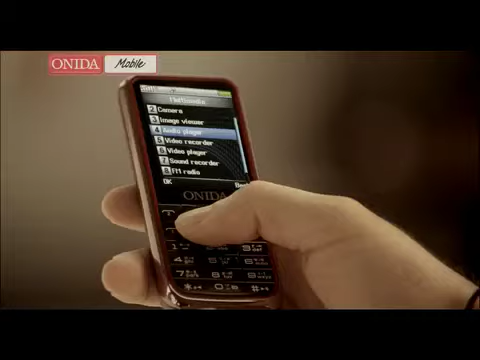 ONIDA Mobile
Multimedia
2 Camera
3 Image viewer
4 Audio player
5 Video recorder
6 Video player
7 Sound recorder
8 FM radio
OK Back
ONIDA